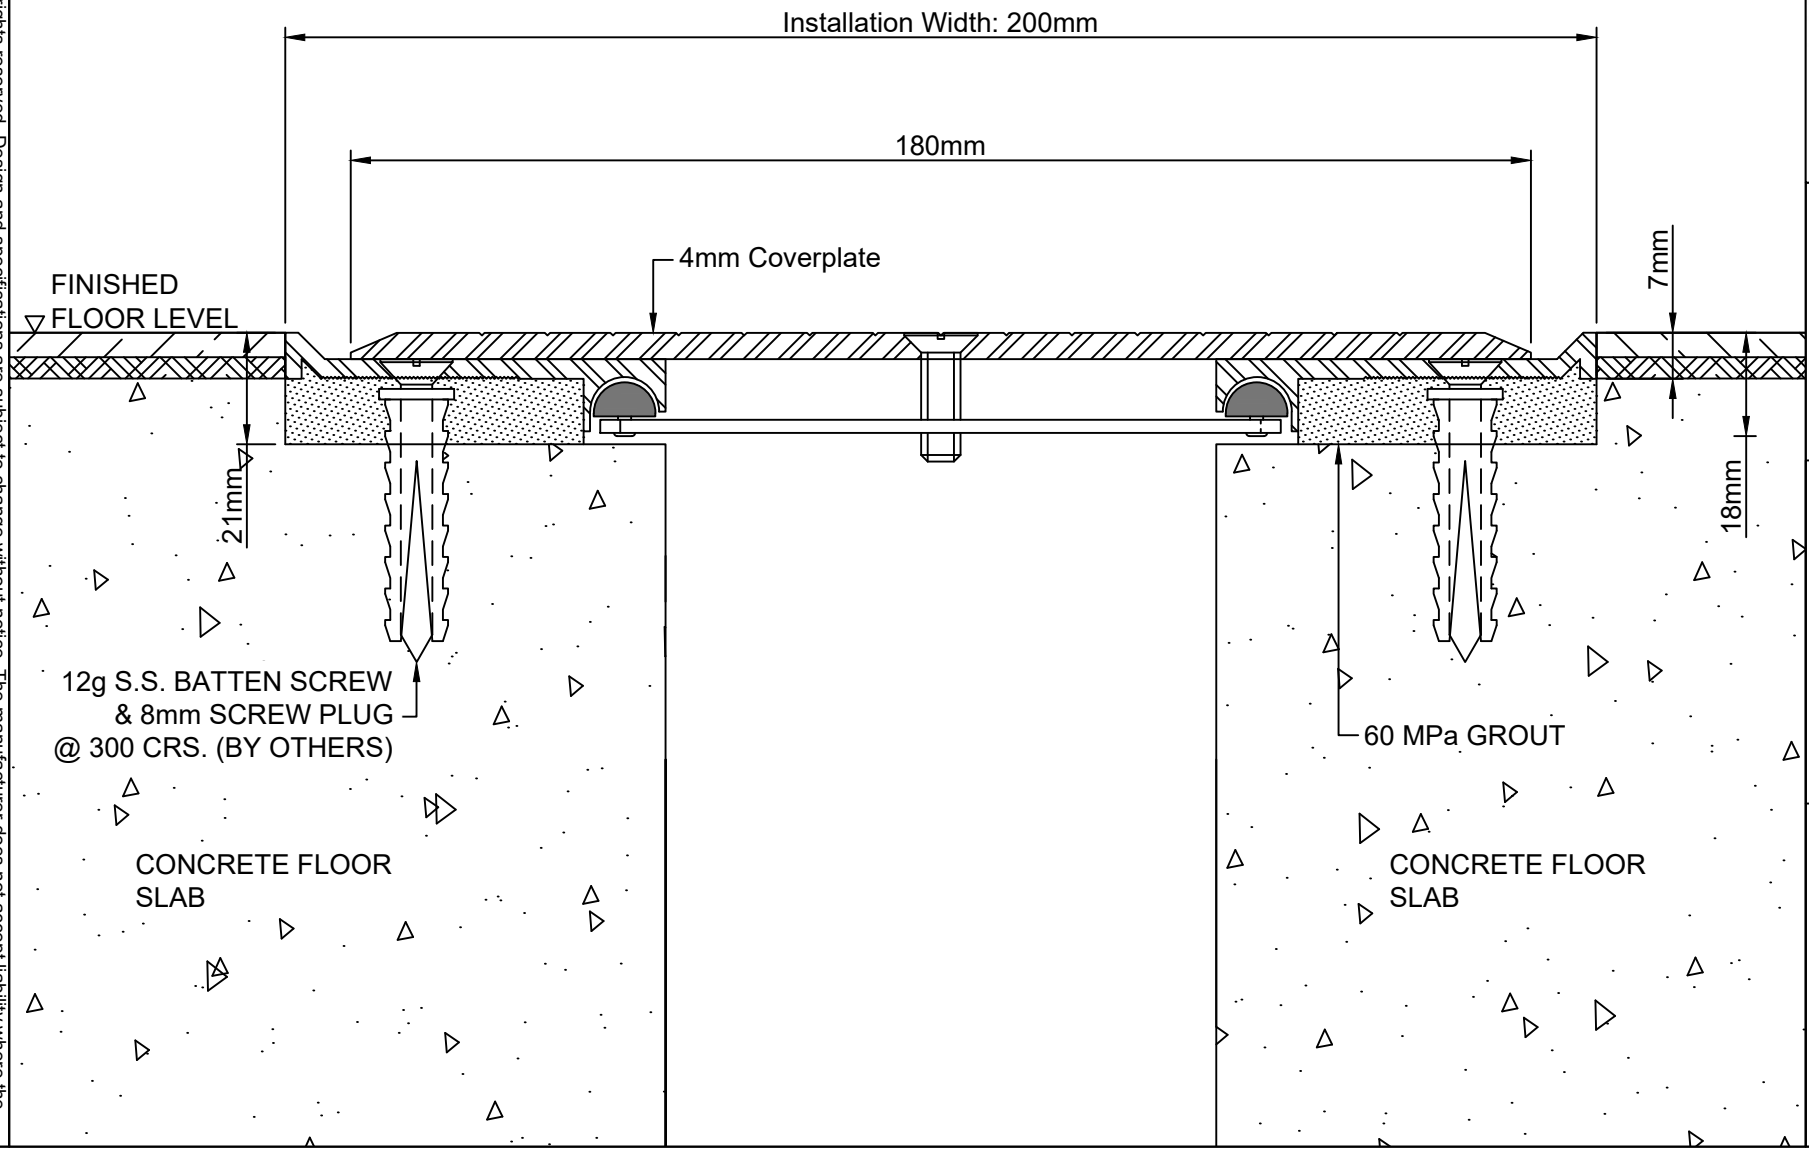 Installation Width: 200mm
180mm
4mm Coverplate
7mm
FINISHED
FLOOR LEVEL
21mm
18mm
12g S.S. BATTEN SCREW
& 8mm SCREW PLUG
@ 300 CRS. (BY OTHERS)
60 MPa GROUT
CONCRETE FLOOR
SLAB
CONCRETE FLOOR
SLAB